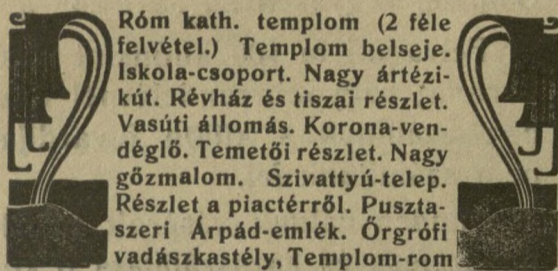 Róm kath. templom (2 féle
felvétel.) Templom belseje.
Iskola-csoport. Nagy ártézi-
kút. Révház és tiszai részlet.
Vasúti állomás. Korona-ven-
déglő. Temetői részlet. Nagy
gőzmalom. Szivattyú-telep.
Részlet a piactérről. Puszta-
szeri Árpád-emlék. Őrgrófi
vadászkastély, Templom-rom